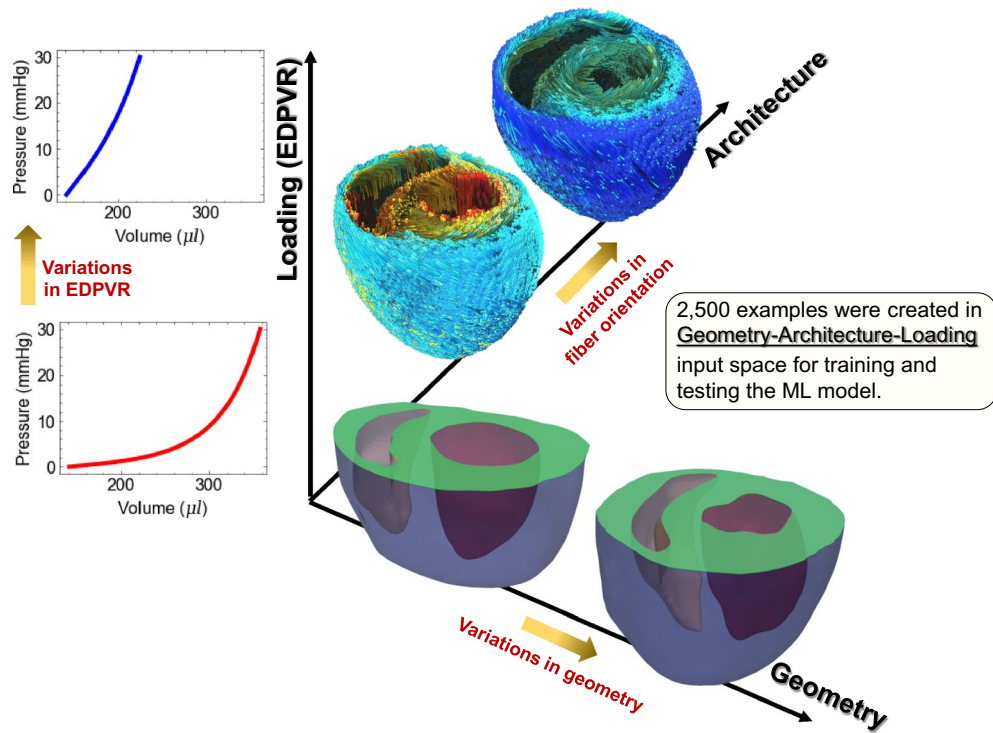 30
20
10
0
Pressure (mmHg)
200
300
Volume (μl)
Variations
in EDPVR
30
20
10
0
Pressure (mmHg)
200
300
Volume (μl)
Loading (EDPVR)
Architecture
Variations in
fiber orientation
2,500 examples were created in
Geometry-Architecture-Loading
input space for training and
testing the ML model.
Variations in geometry
Geometry